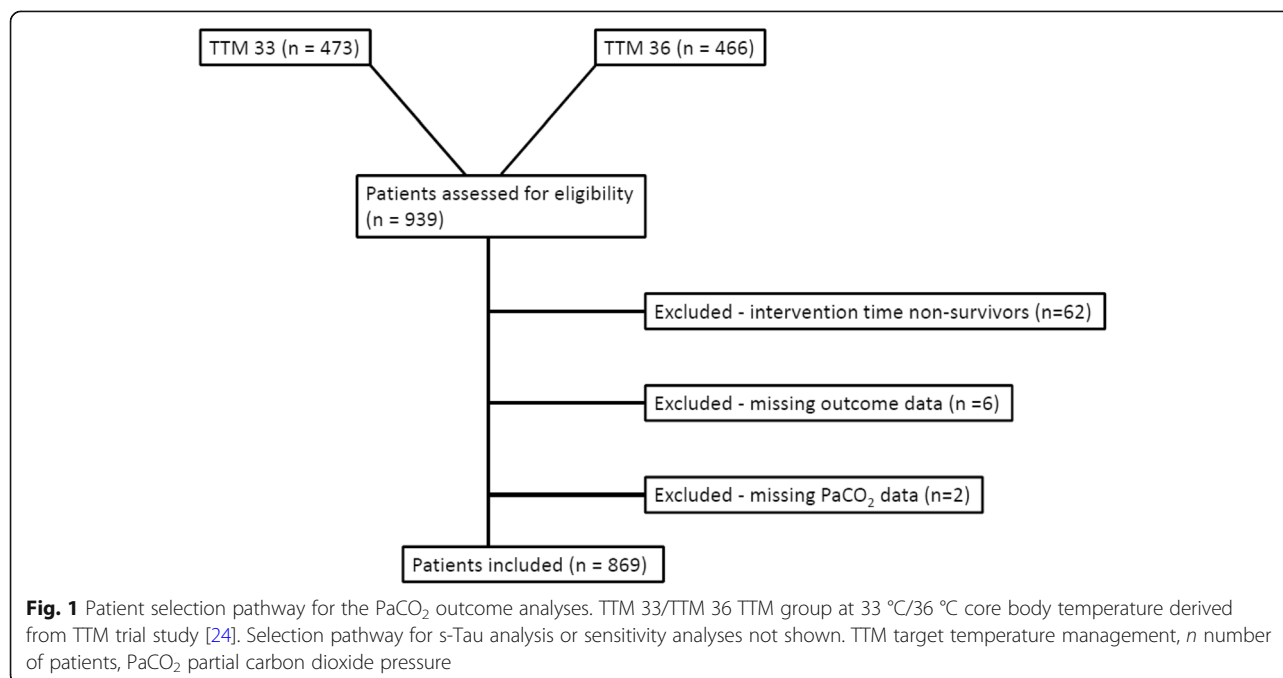 TTM 33 (n = 473)
TTM 36 (n = 466)
Patients assessed for eligibility
(n = 939)
Excluded - intervention time non-survivors (n=62)
Excluded - missing outcome data (n =6)
Excluded - missing PaCO₂ data (n=2)
Patients included (n = 869)
Fig. 1 Patient selection pathway for the PaCO₂ outcome analyses. TTM 33/TTM 36 TTM group at 33 °C/36 °C core body temperature derived
from TTM trial study [24]. Selection pathway for s-Tau analysis or sensitivity analyses not shown. TTM target temperature management, n number
of patients, PaCO₂ partial carbon dioxide pressure